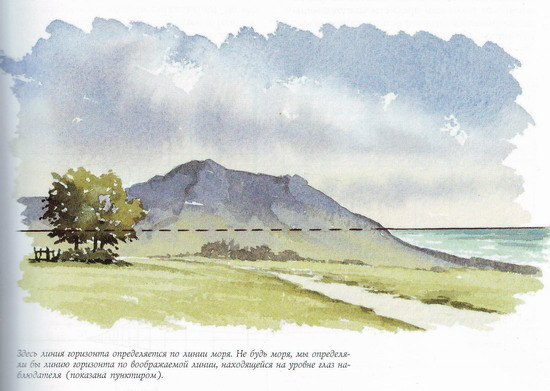 Здесь линия горизонта определяется по линии моря. Не будь моря, мы определя-
ли бы линию горизонта по воображаемой линии, находящейся на уровне глаз на-
блюдателя (показана пунктиром).